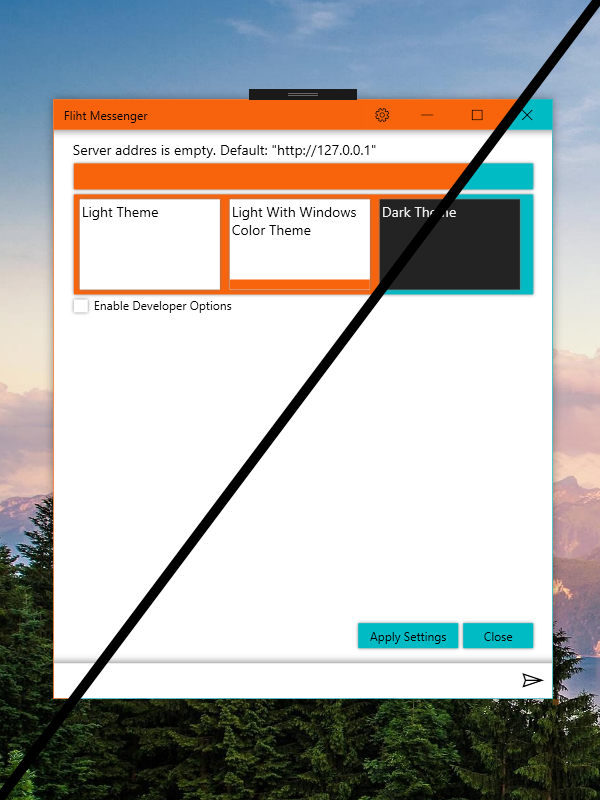 Fliht Messenger
Server addres is empty. Default: "http://127.0.0.1"
Light Theme
Light With Windows
Color Theme
Dark Theme
Enable Developer Options
Apply Settings
Close